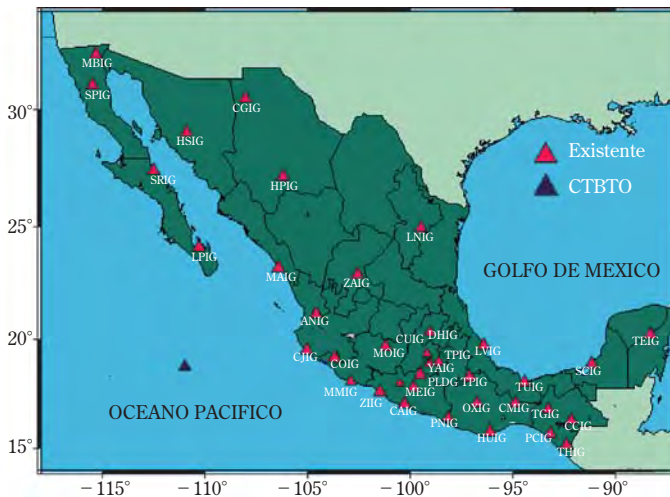 MBIG
SPIG
CGIG
30°
HSIG
Existente
SRIG
HPIG
CTBTO
25°
LNIG
LPIG
MAIG
ZAIG
GOLFO DE MEXICO
ANIG
20°
CUIG DHIG
TEIG
CJIG
COIG
MOIG
TPIG
LVIG
YAIG
SCIG
MMIG
PLDG
TPIG
TUIG
ZIIG
MEIG
OCEANO PACIFICO
CAIG
OXIG
CMIG
TGIG
PNIG
CCIG
HUIG
PCIG
15°
THIG
−115° −110° −105° −100° −95° −90°